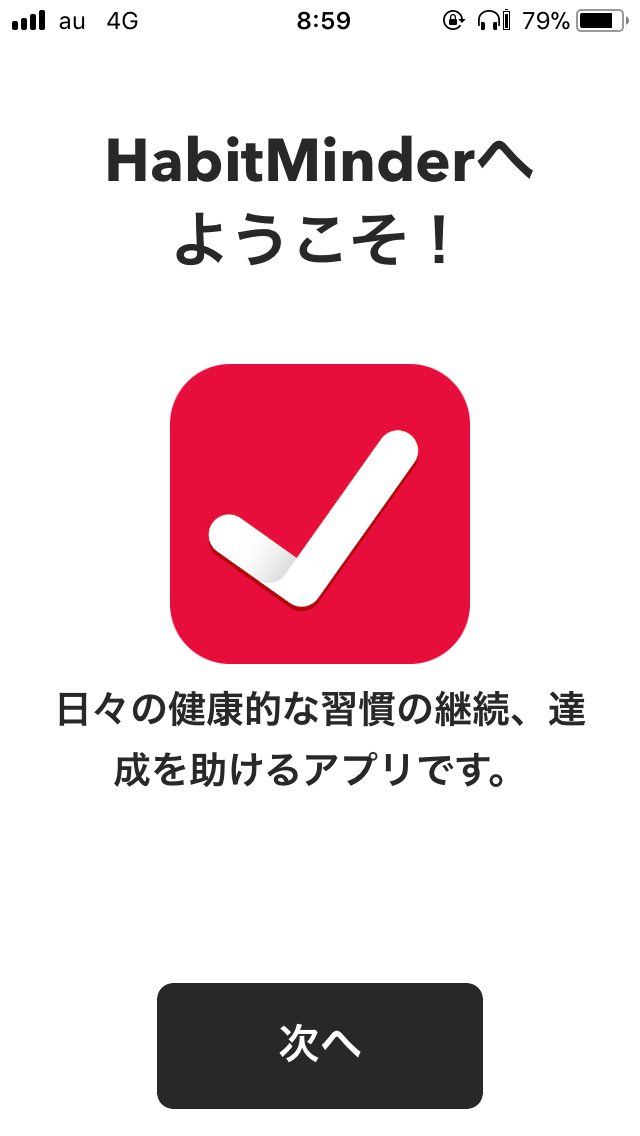 au 4G 8:59 79%
HabitMinderへ
ようこそ！
日々の健康的な習慣の継続、達
成を助けるアプリです。
次へ